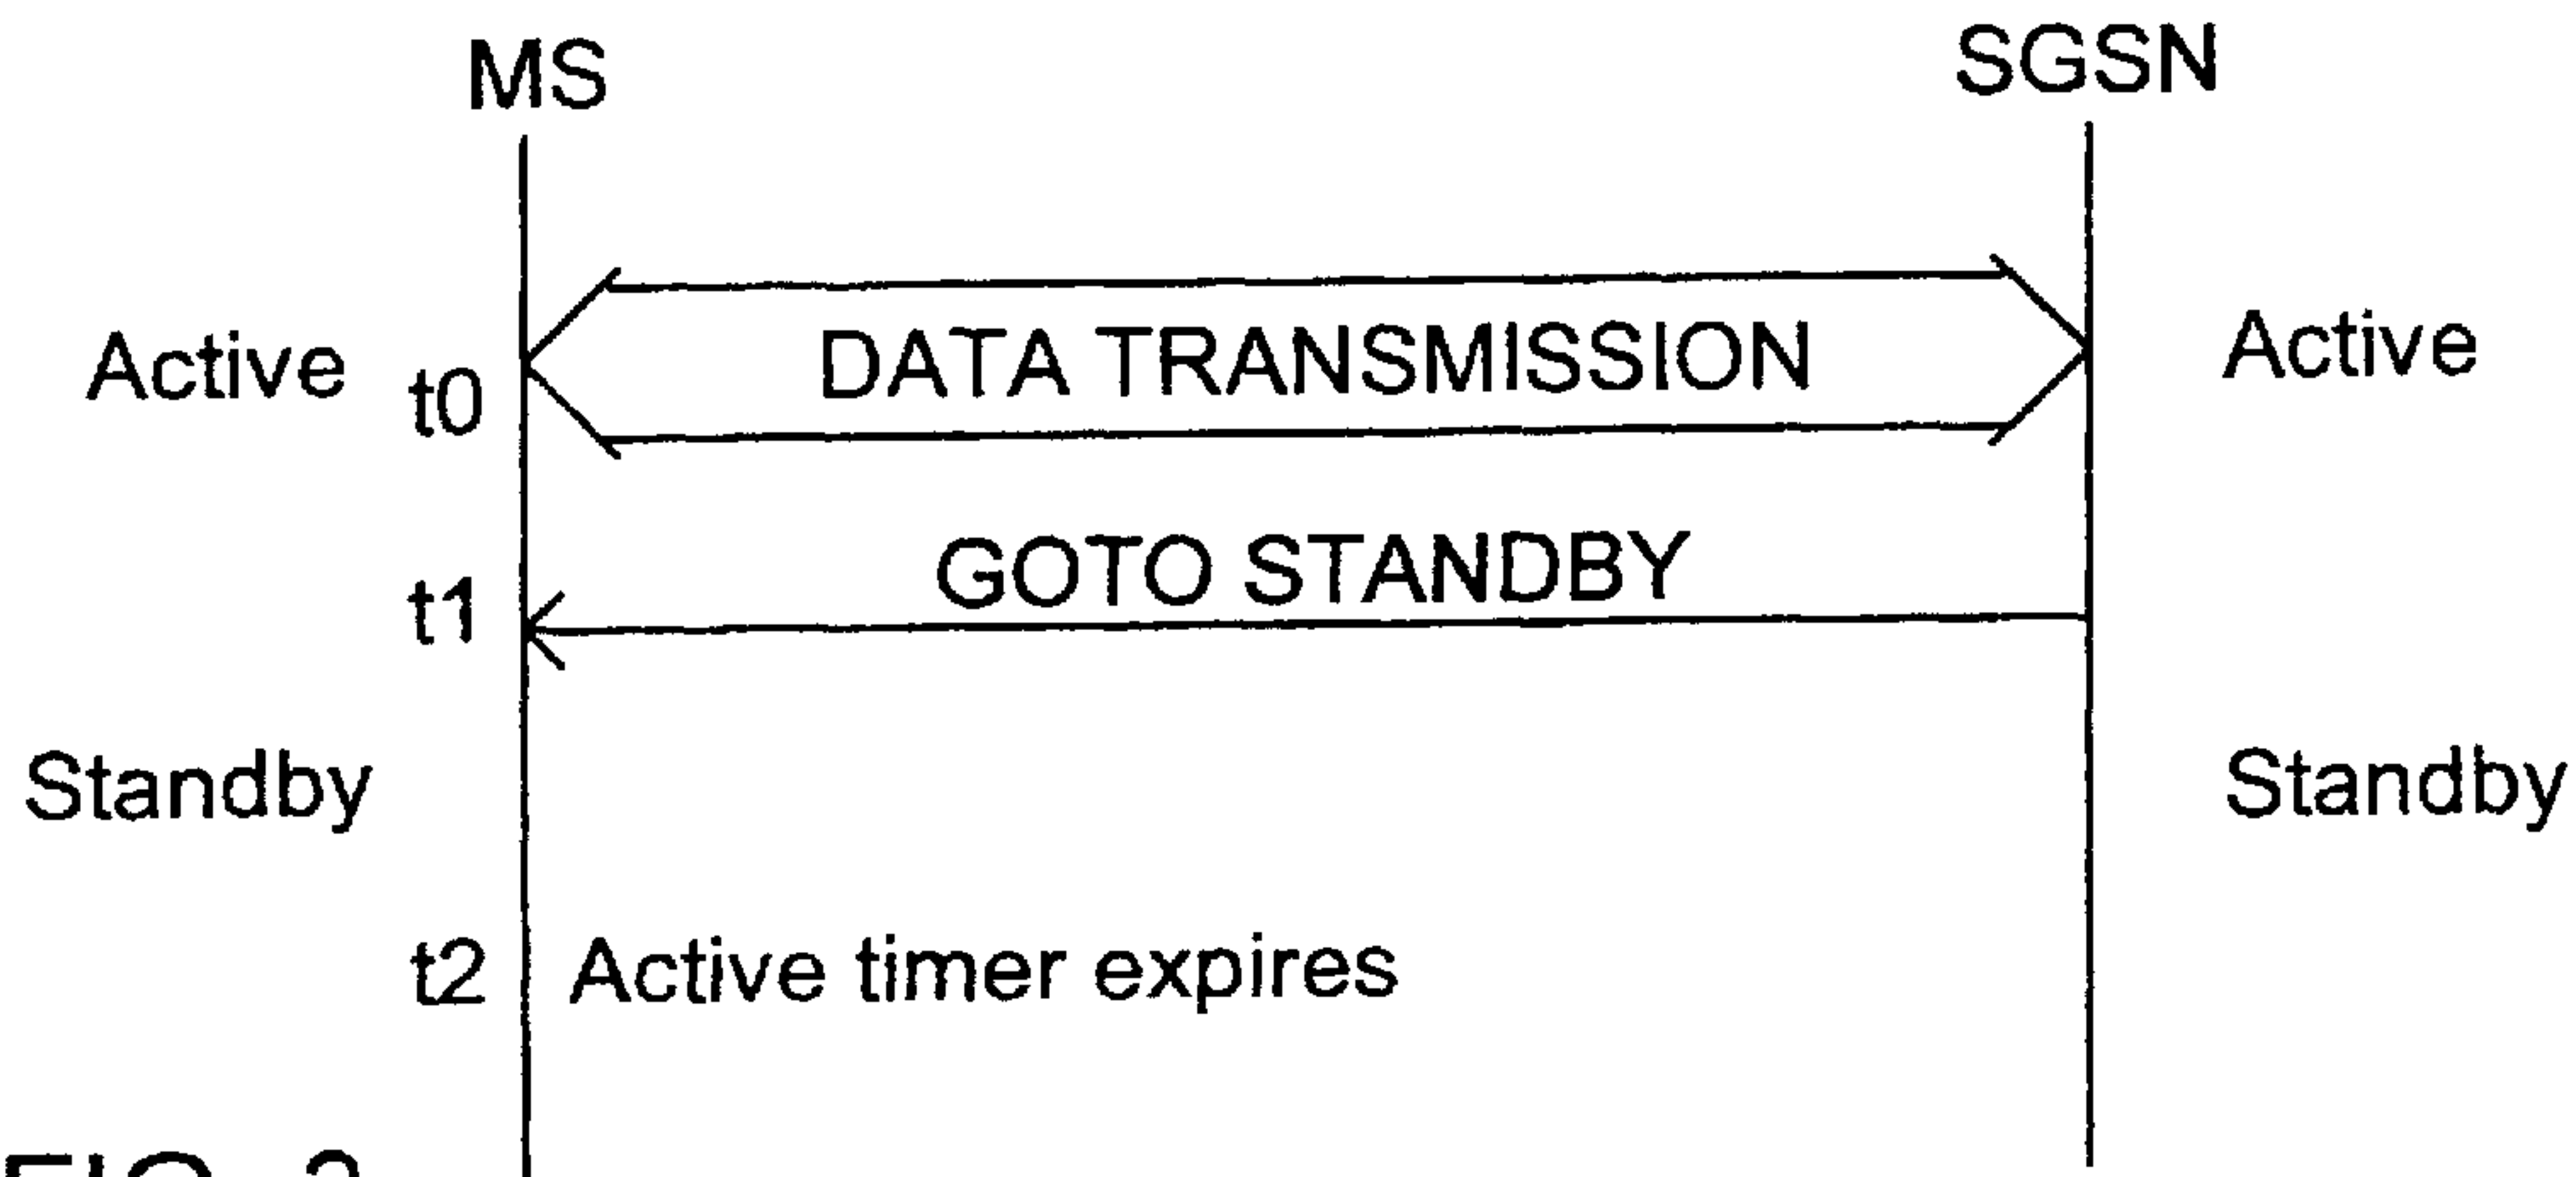 MS SGSN
Active t0 DATA TRANSMISSION Active
GOTO STANDBY
t1
Standby Standby
t2 Active timer expires